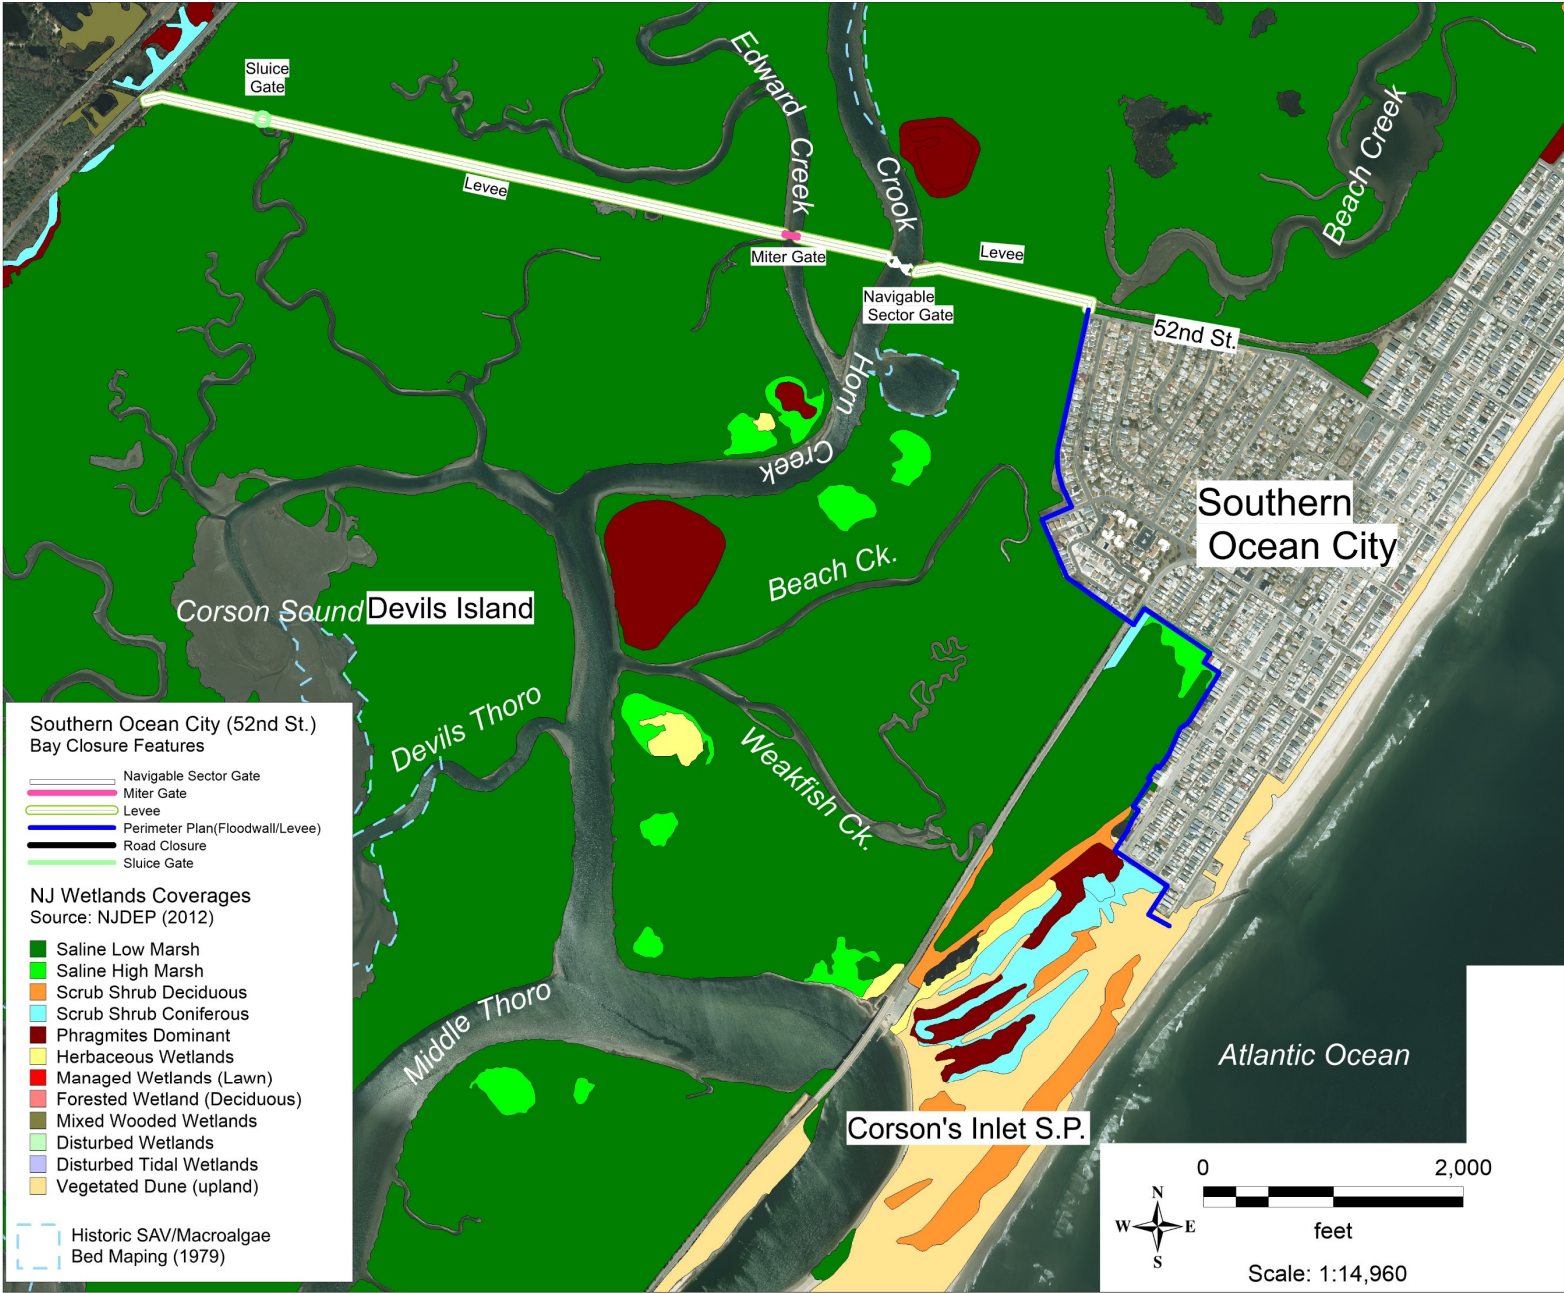 Sluice
Gate
Edward
Creek
Crook
Horn
Creek
Beach Creek
Levee
Miter Gate
Levee
Navigable
Sector Gate
52nd St.
Southern
Ocean City
Beach Ck.
Corson Sound
Devils Island
Devils Thoro
Weakfish Ck.
Middle Thoro
Atlantic Ocean
Corson's Inlet S.P.
Southern Ocean City (52nd St.)
Bay Closure Features
Navigable Sector Gate
Miter Gate
Levee
Perimeter Plan(Floodwall/Levee)
Road Closure
Sluice Gate
NJ Wetlands Coverages
Source: NJDEP (2012)
Saline Low Marsh
Saline High Marsh
Scrub Shrub Deciduous
Scrub Shrub Coniferous
Phragmites Dominant
Herbaceous Wetlands
Managed Wetlands (Lawn)
Forested Wetland (Deciduous)
Mixed Wooded Wetlands
Disturbed Wetlands
Disturbed Tidal Wetlands
Vegetated Dune (upland)
Historic SAV/Macroalgae
Bed Maping (1979)
0 2,000
feet
N
W E
S
Scale: 1:14,960